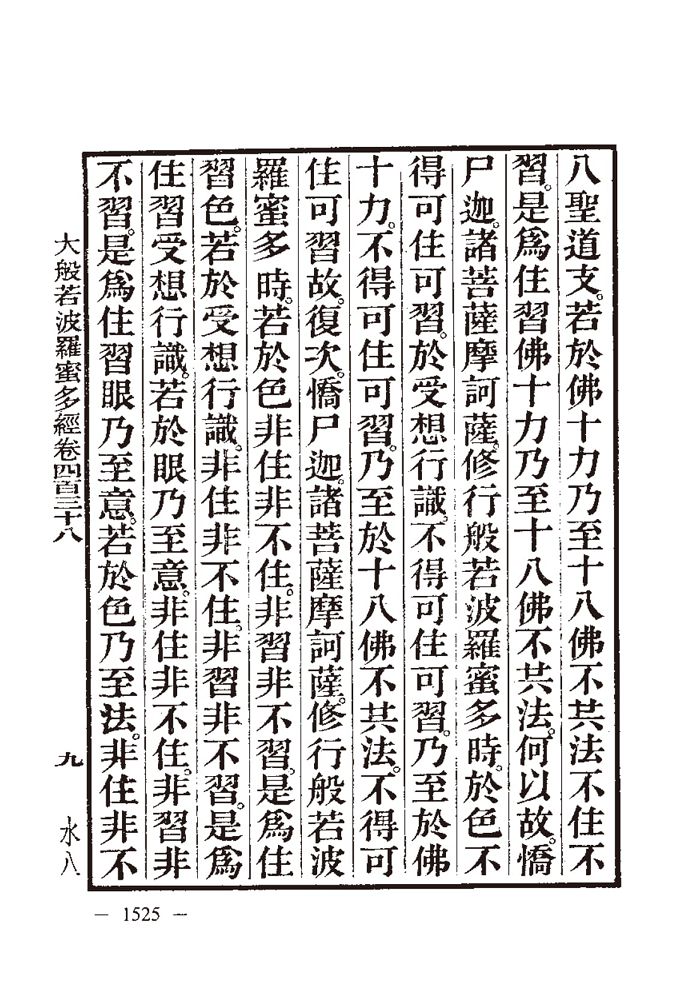 八聖道支。若於佛十力乃至十八佛不共法不住不
習。是爲住習佛十力乃至十八佛不共法。何以故。憍
尸迦。諸菩薩摩訶薩。修行般若波羅蜜多時。於色不
得可住可習。於受想行識。不得可住可習。乃至於佛
十力。不得可住可習。乃至於十八佛不共法。不得可
住可習故。復次。憍尸迦。諸菩薩摩訶薩。修行般若波
羅蜜多時。若於色非住非不住。非習非不習。是爲住
習色。若於受想行識。非住非不住。非習非不習。是爲
住習受想行識。若於眼乃至意。非住非不住。非習非
不習。是爲住習眼乃至意。若於色乃至法。非住非不
大般若波羅蜜多經卷四百三十八
九
水八
— 1525 —